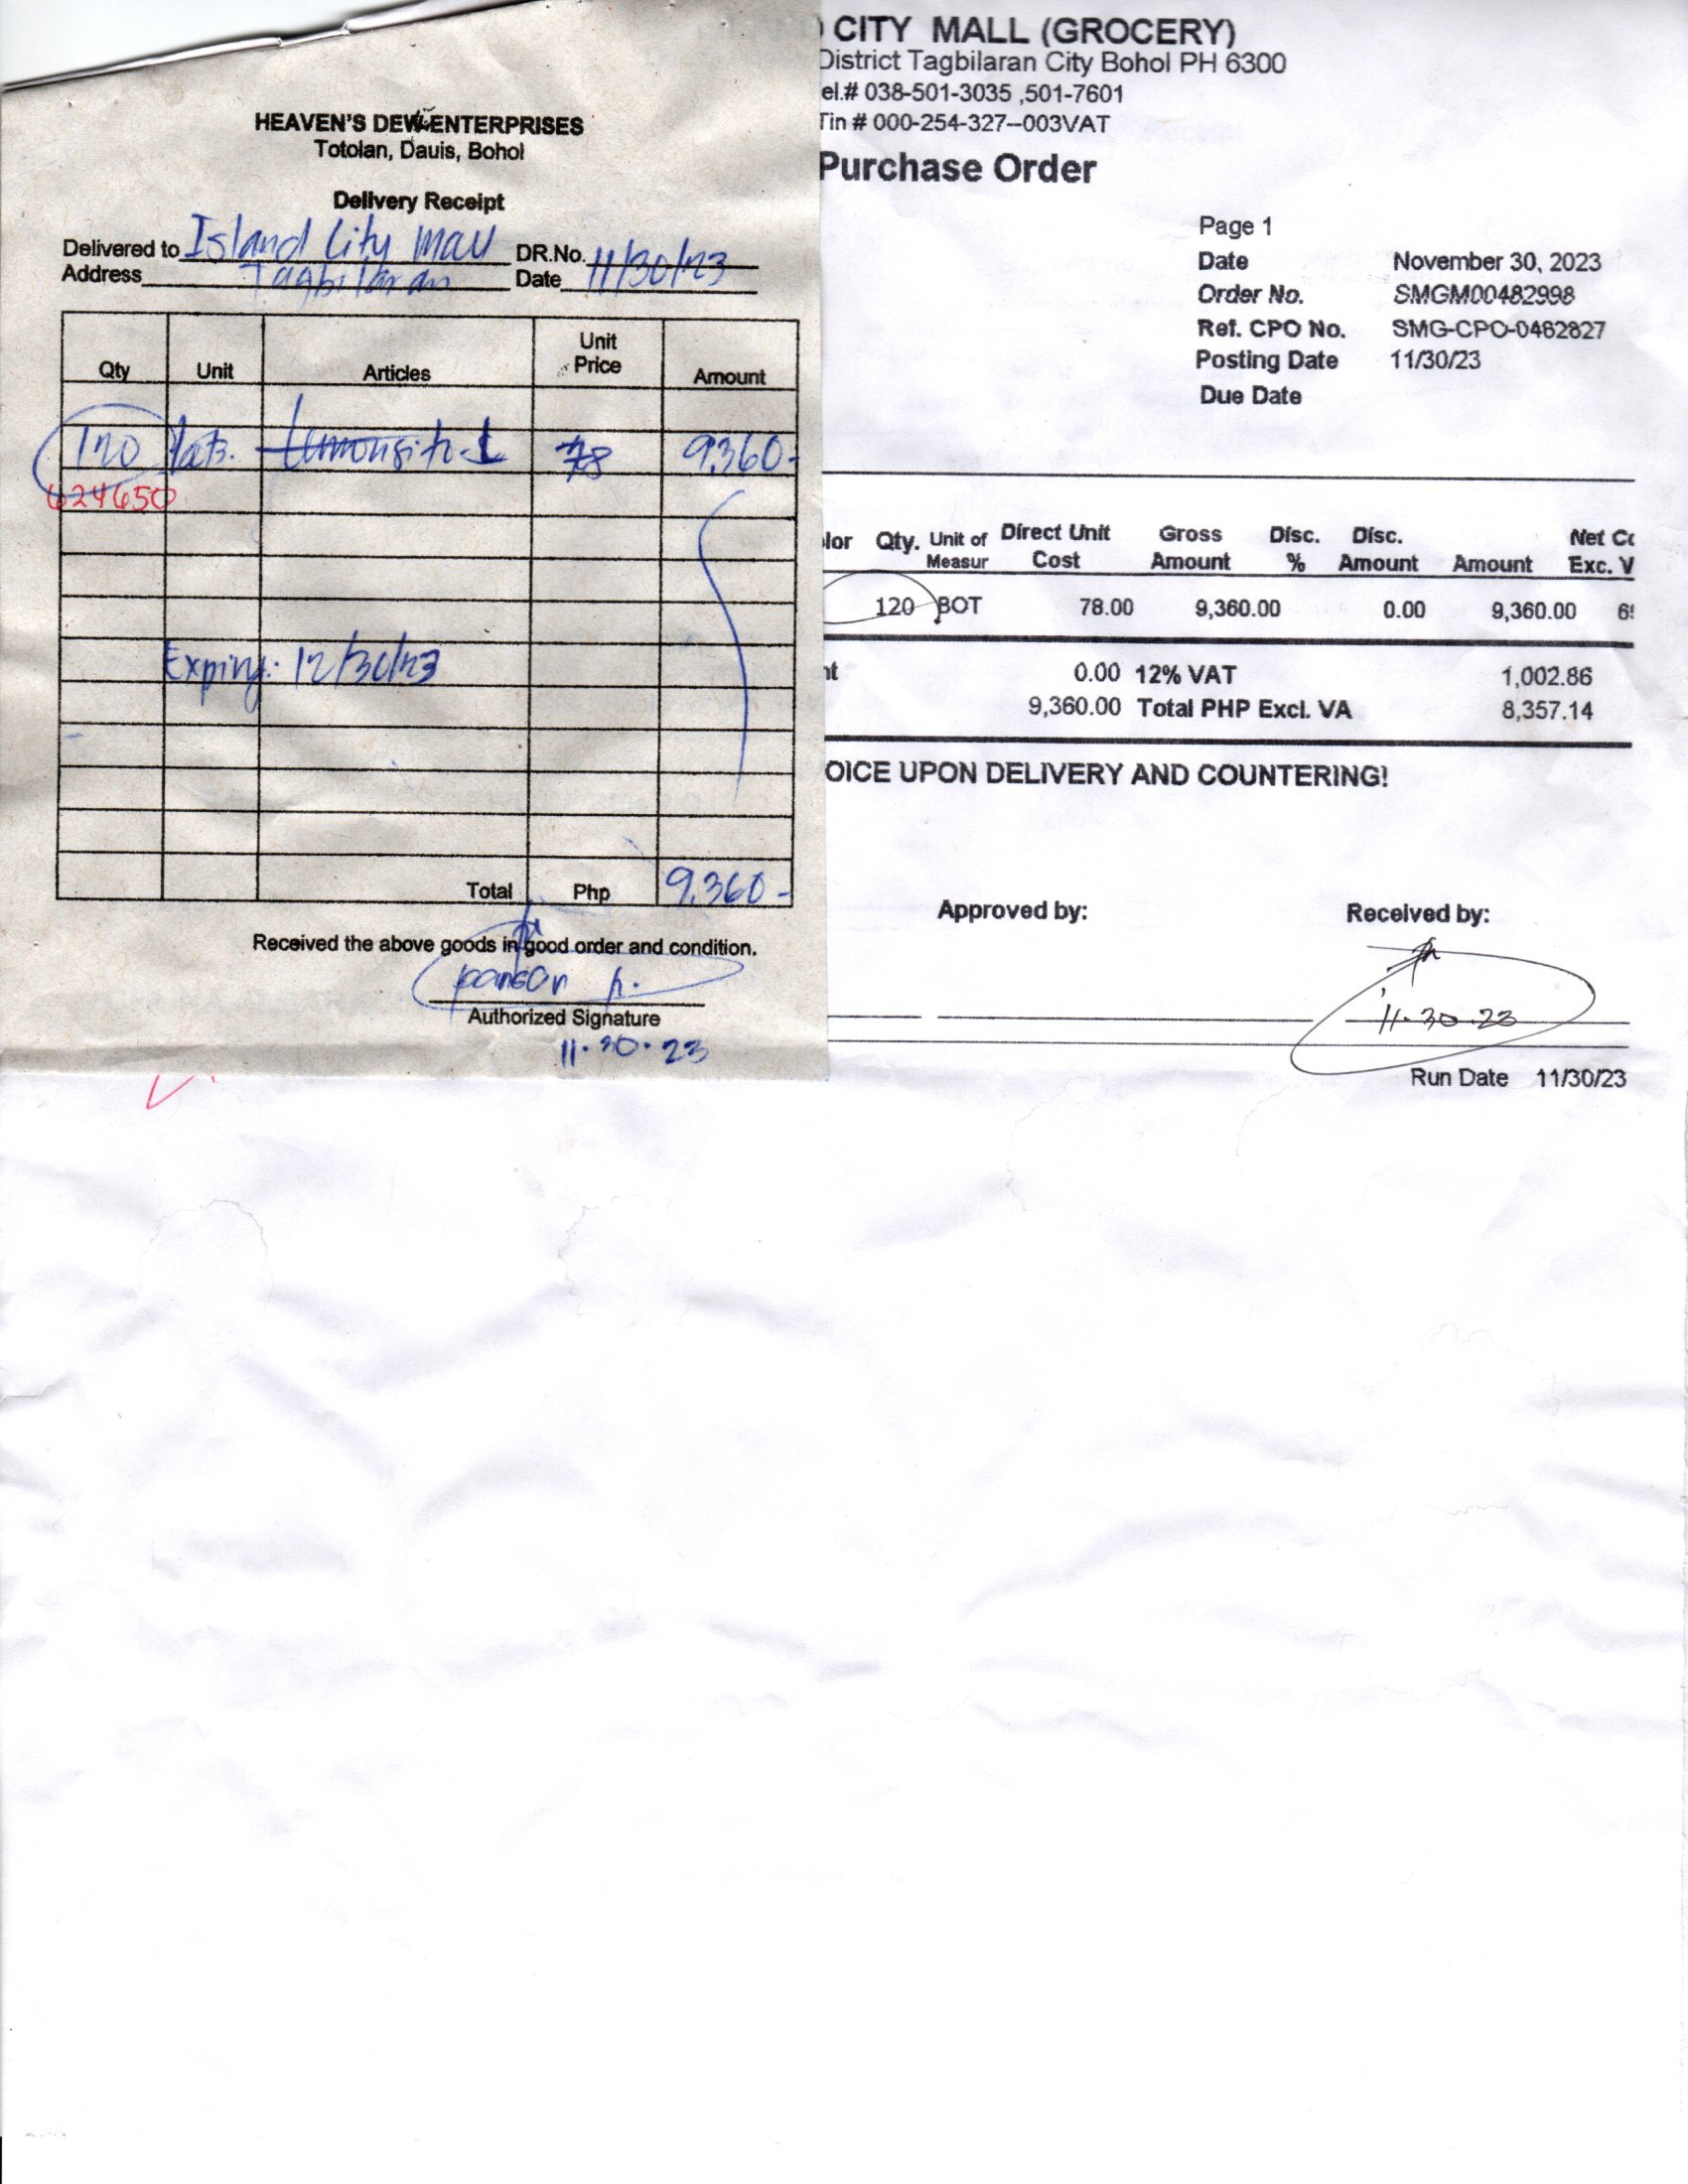 HEAVEN'S DEW ENTERPRISES
Totolan, Dauis, Bohol
Delivery Receipt
Delivered to Island City Mall DR.No.
Address Tagbilaran Date 11/30/23
Qty Unit Articles Unit Price Amount
120 78 9,360-
624650
Expiry: 12/30/23
Total Php 9,360-
Received the above goods in good order and condition.
Authorized Signature
11.30.23
CITY MALL (GROCERY)
District Tagbilaran City Bohol PH 6300
el.# 038-501-3035 ,501-7601
Tin # 000-254-327--003VAT
Purchase Order
Page 1
Date November 30, 2023
Order No. SMGM00482998
Ref. CPO No. SMG-CPO-0462827
Posting Date 11/30/23
Due Date
lor Qty. Unit of Measur Direct Unit Cost Gross Amount Disc. % Disc. Amount Amount Net Co Exc. V
120 BOT 78.00 9,360.00 0.00 9,360.00 69
nt 0.00 12% VAT 1,002.86
9,360.00 Total PHP Excl. VA 8,357.14
OICE UPON DELIVERY AND COUNTERING!
Approved by: Received by:
11.30.23
Run Date 11/30/23